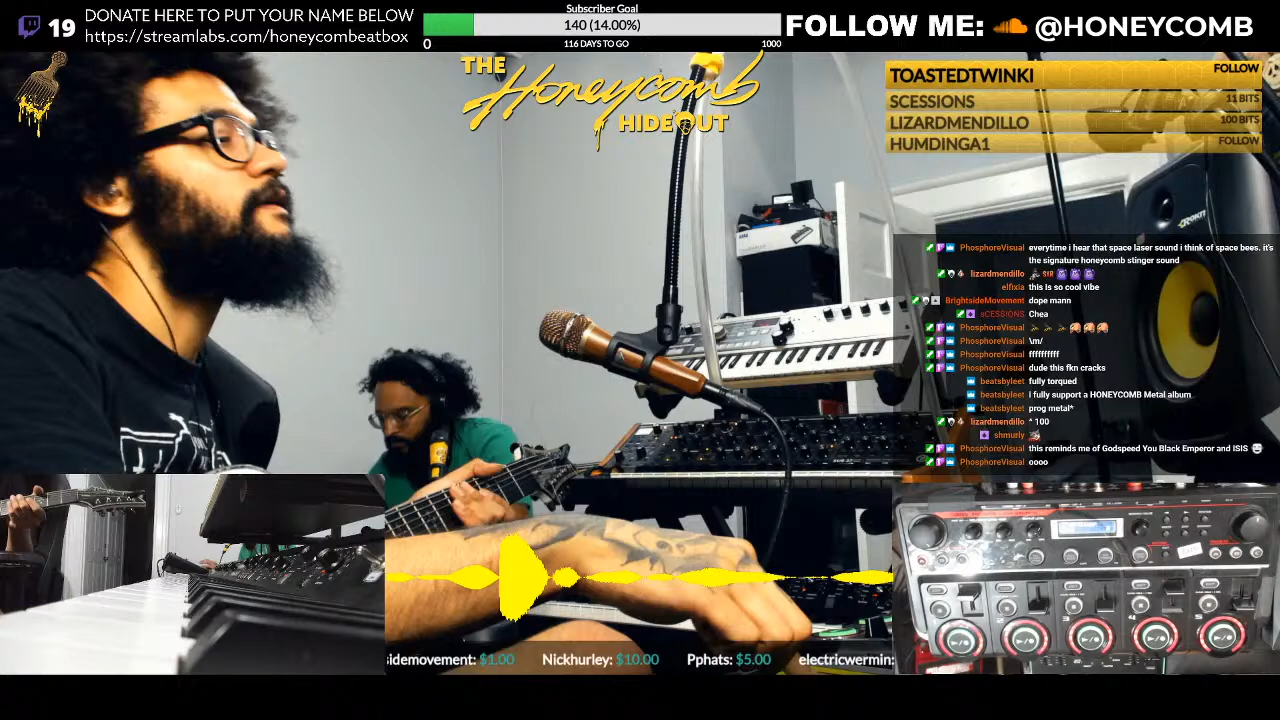 19
DONATE HERE TO PUT YOUR NAME BELOW
https://streamlabs.com/honeycombeatbox
Subscriber Goal
140 (14.00%)
0
116 DAYS TO GO
1000
FOLLOW ME: @HONEYCOMB
THE
Honeycomb
HIDEOUT
TOASTEDTWINKI FOLLOW
SCESSIONS 11 BITS
LIZARDMENDILLO 100 BITS
HUMDINGA1 FOLLOW
ROKIT
PhosphoreVisual everytime i hear that space laser sound i think of space bees. it's
the signature honeycomb stinger sound
lizardmendillo SIR
elfixia this is so cool vibe
BrightsideMovement dope mann
sCESSIONS Chea
PhosphoreVisual
PhosphoreVisual \m/
PhosphoreVisual ffffffffff
PhosphoreVisual dude this fkn cracks
beatsbyleet fully torqued
beatsbyleet i fully support a HONEYCOMB Metal album
beatsbyleet prog metal*
lizardmendillo ^ 100
shmurly
PhosphoreVisual this reminds me of Godspeed You Black Emperor and ISIS
PhosphoreVisual oooo
sidemovement: $1.00 Nickhurley: $10.00 Pphats: $5.00 electricwermin: